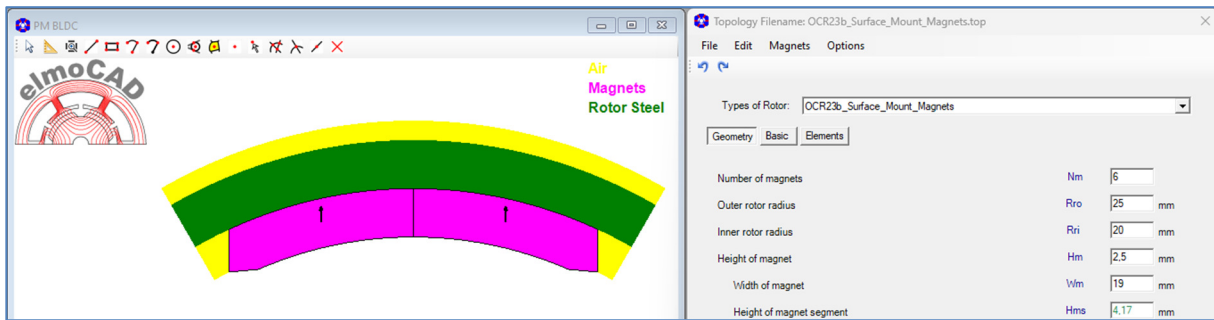 PM BLDC
elmoCAD
Air
Magnets
Rotor Steel
Topology Filename: OCR23b_Surface_Mount_Magnets.top
File Edit Magnets Options
Types of Rotor: OCR23b_Surface_Mount_Magnets
Geometry Basic Elements
Number of magnets Nm 6
Outer rotor radius Rro 25 mm
Inner rotor radius Rri 20 mm
Height of magnet Hm 2,5 mm
Width of magnet Wm 19 mm
Height of magnet segment Hms 4,17 mm